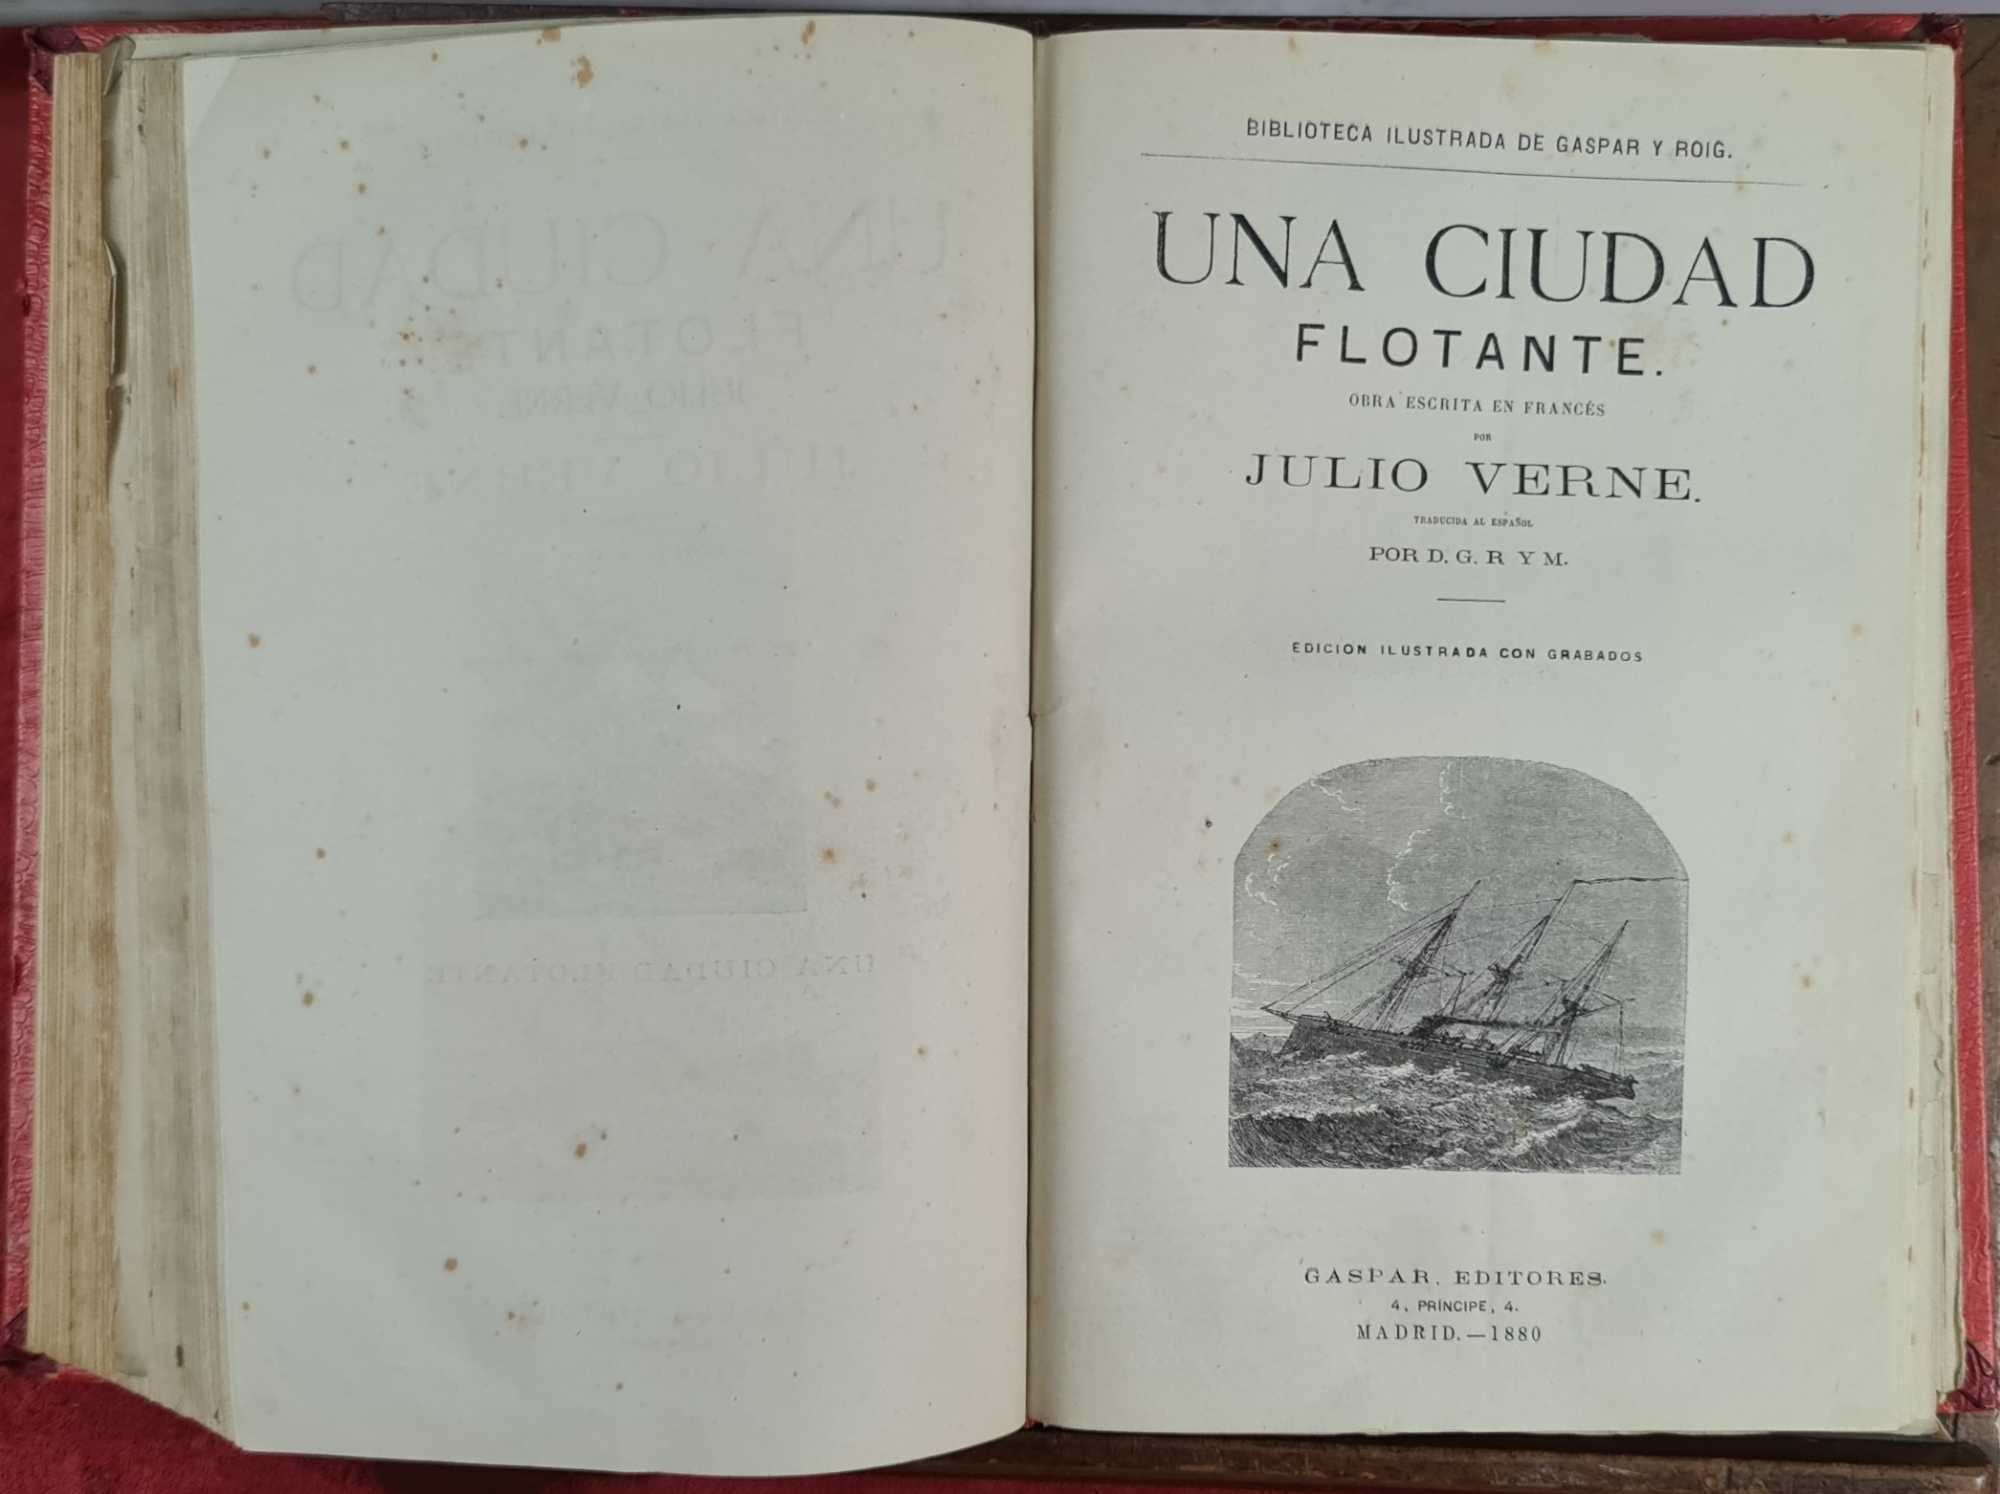 BIBLIOTECA ILUSTRADA DE GASPAR Y ROIG.
UNA CIUDAD
FLOTANTE.
OBRA ESCRITA EN FRANCÉS
POR
JULIO VERNE.
TRADUCIDA AL ESPAÑOL
POR D. G. R Y M.
EDICION ILUSTRADA CON GRABADOS
GASPAR, EDITORES.
4, PRÍNCIPE, 4.
MADRID.—1880